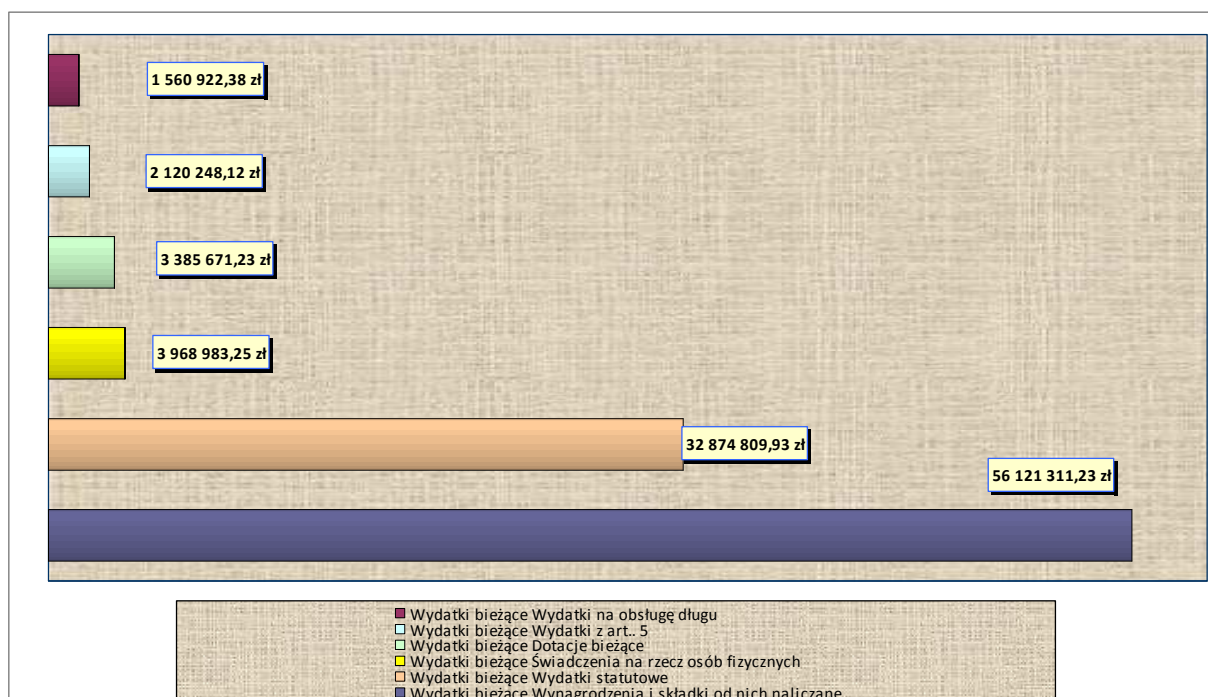 1 560 922,38 zł
2 120 248,12 zł
3 385 671,23 zł
3 968 983,25 zł
32 874 809,93 zł
56 121 311,23 zł
Wydatki bieżące Wydatki na obsługę długu
Wydatki bieżące Wydatki z art.. 5
Wydatki bieżące Dotacje bieżące
Wydatki bieżące Świadczenia na rzecz osób fizycznych
Wydatki bieżące Wydatki statutowe
Wydatki bieżące Wynagrodzenia i składki od nich naliczane